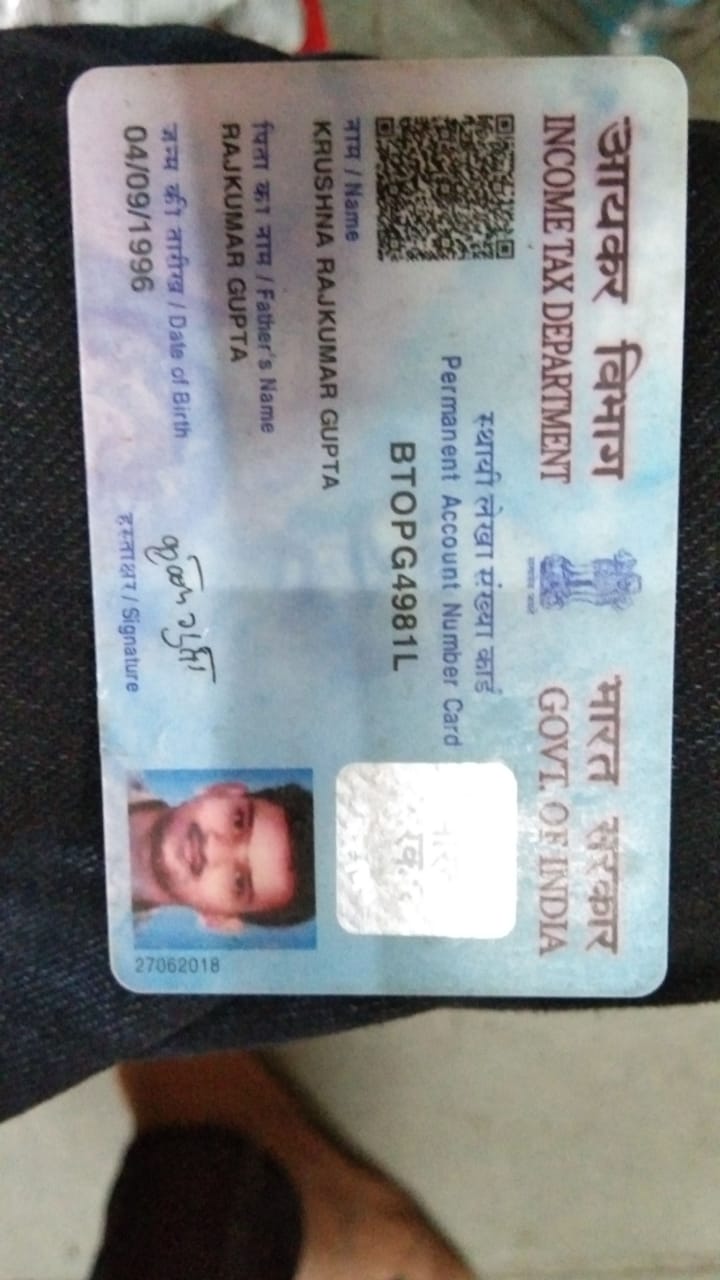 आयकर विभाग
INCOME TAX DEPARTMENT
भारत सरकार
GOVT. OF INDIA
स्थायी लेखा संख्या कार्ड
Permanent Account Number Card
BTOPG4981L
नाम / Name
KRUSHNA RAJKUMAR GUPTA
पिता का नाम / Father's Name
RAJKUMAR GUPTA
जन्म की तारीख / Date of Birth
04/09/1996
हस्ताक्षर / Signature
27062018